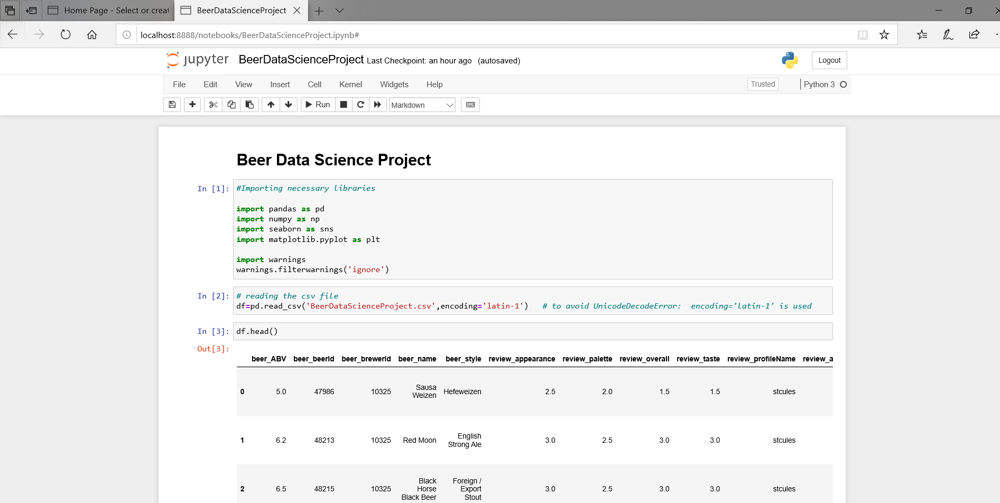 Home Page - Select or creat
BeerDataScienceProject
localhost:8888/notebooks/BeerDataScienceProject.ipynb#
jupyter BeerDataScienceProject Last Checkpoint: an hour ago (autosaved)
Logout
File Edit View Insert Cell Kernel Widgets Help
Trusted
Python 3
Run
Markdown
Beer Data Science Project
In [1]: #Importing necessary libraries
import pandas as pd
import numpy as np
import seaborn as sns
import matplotlib.pyplot as plt
import warnings
warnings.filterwarnings('ignore')
In [2]: # reading the csv file
df=pd.read_csv('BeerDataScienceProject.csv',encoding='latin-1')   # to avoid UnicodeDecodeError:  encoding='latin-1' is used
In [3]: df.head()
Out[3]:
beer_ABV beer_beerId beer_brewerId beer_name beer_style review_appearance review_palette review_overall review_taste review_profileName review_a
0 5.0 47986 10325 Sausa Weizen Hefeweizen 2.5 2.0 1.5 1.5 stcules
1 6.2 48213 10325 Red Moon English Strong Ale 3.0 2.5 3.0 3.0 stcules
2 6.5 48215 10325 Black Horse Black Beer Foreign / Export Stout 3.0 2.5 3.0 3.0 stcules